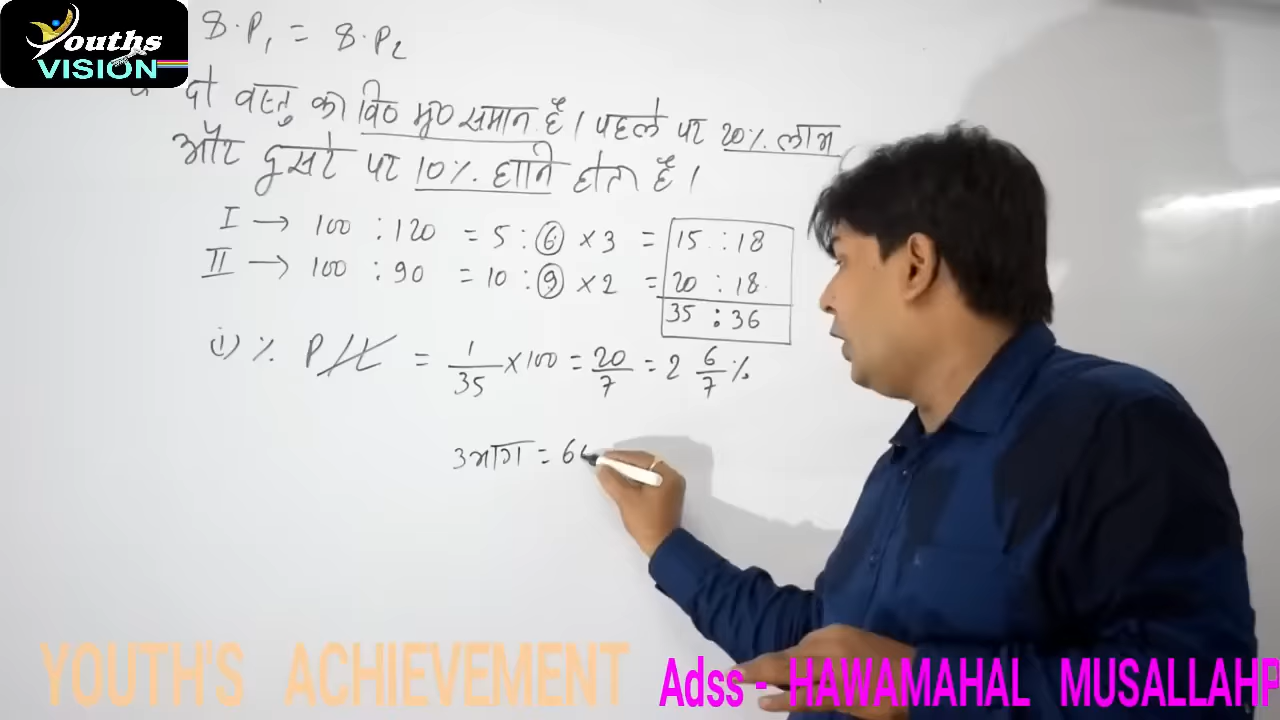 Youths
VISION
8.P₁ = 8.P₂
दो वस्तु का वि० मू० समान है। पहले पर 20% लाभ
और दुसरे पर 10% हानि होता है।
I → 100 : 120 = 5 : 6 × 3 = 15 : 18
II → 100 : 90 = 10 : 9 × 2 = 20 : 18
35 : 36
(i) % P/L = 1/35 × 100 = 20/7 = 2 6/7 %
3भाग = 6
YOUTH'S ACHIEVEMENT
Adss - HAWAMAHAL MUSALLAHP